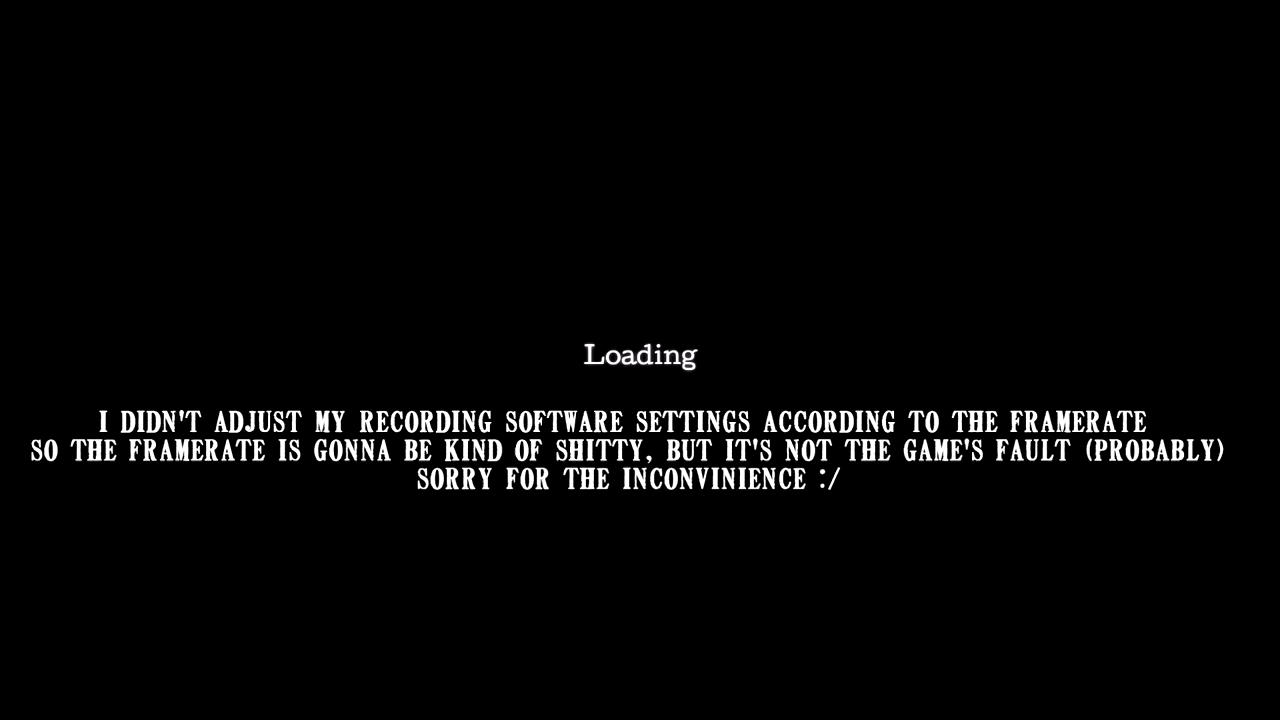 Loading
I DIDN'T ADJUST MY RECORDING SOFTWARE SETTINGS ACCORDING TO THE FRAMERATE
SO THE FRAMERATE IS GONNA BE KIND OF SHITTY, BUT IT'S NOT THE GAME'S FAULT (PROBABLY)
SORRY FOR THE INCONVINIENCE :/